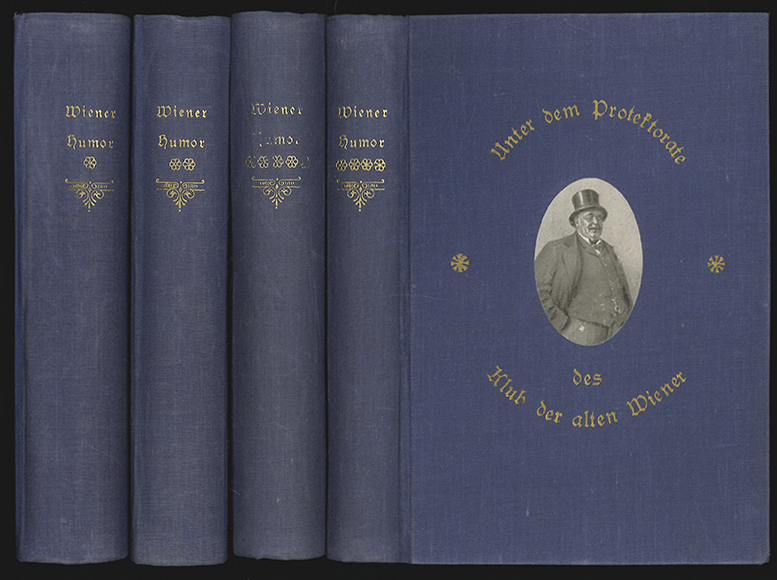 Wiener
Humor
Wiener
Humor
Wiener
Humor
Wiener
Humor
Unter dem Protektorate
des
Klub der alten Wiener